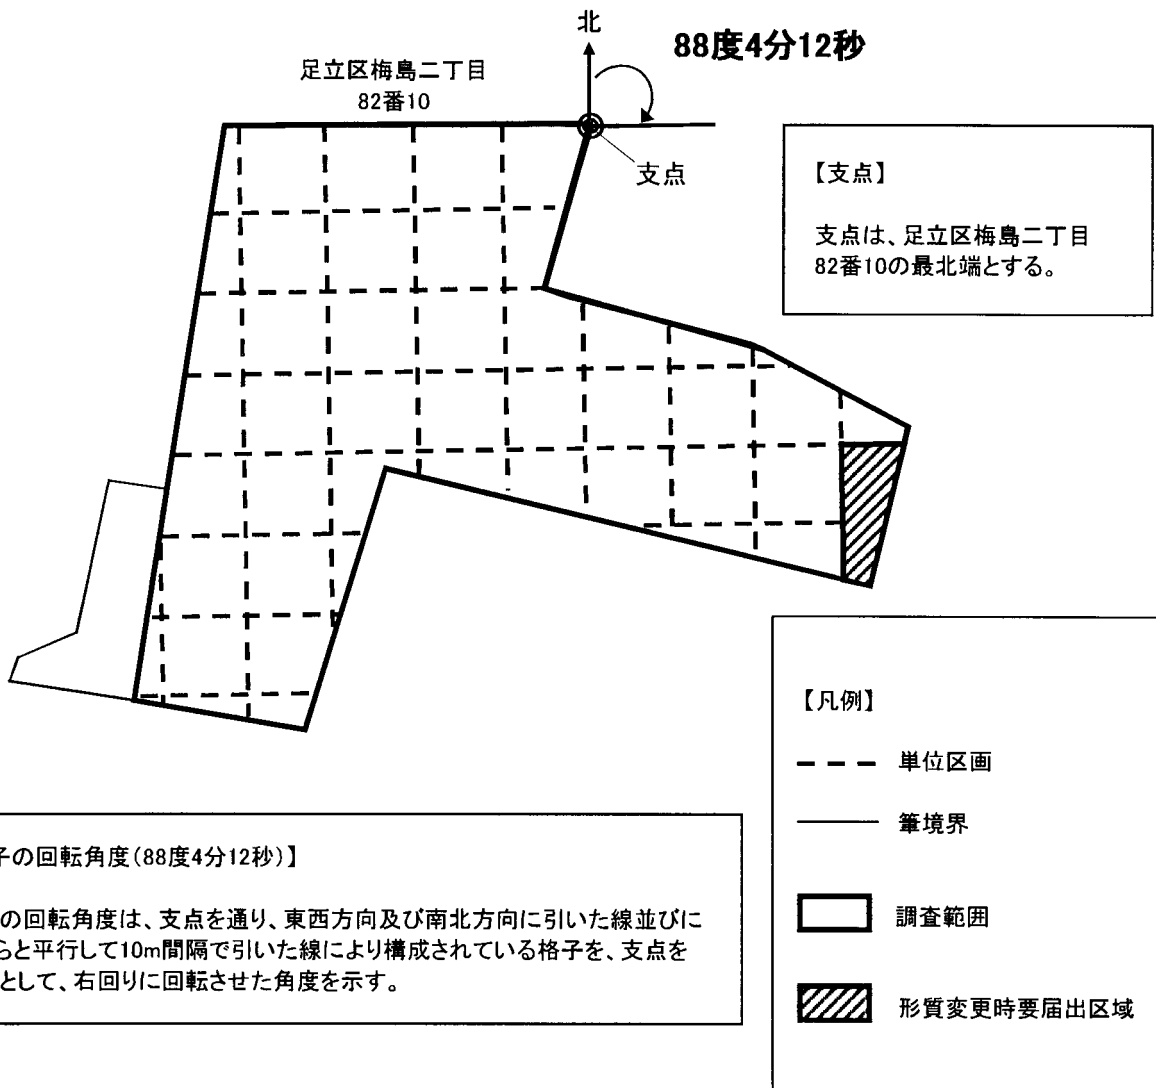 北
88度4分12秒
足立区梅島二丁目
82番10
支点
【支点】
支点は、足立区梅島二丁目
82番10の最北端とする。
【凡例】
単位区画
筆境界
調査範囲
形質変更時要届出区域
子の回転角度(88度4分12秒)】
の回転角度は、支点を通り、東西方向及び南北方向に引いた線並びに
らと平行して10m間隔で引いた線により構成されている格子を、支点を
として、右回りに回転させた角度を示す。